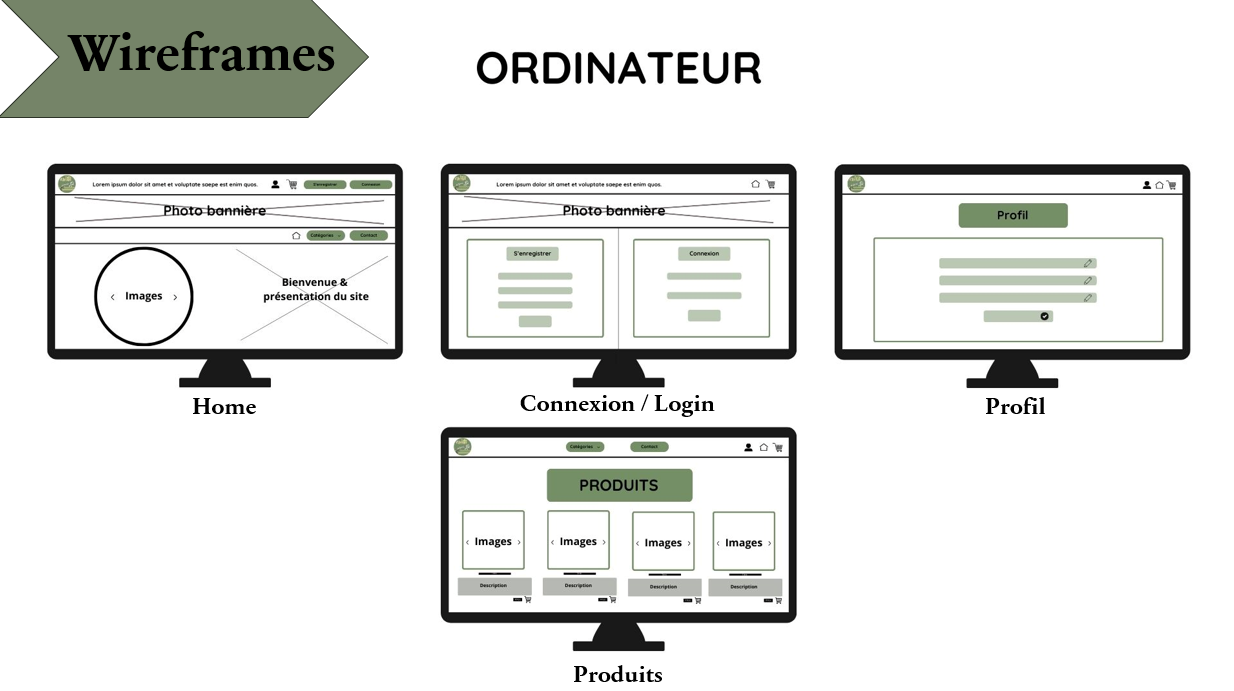 Wireframes
ORDINATEUR
Lorem ipsum dolor sit amet et voluptate saepe est enim quos.
S'enregistrer
Connexion
Photo bannière
Catégories
Contact
Images
Bienvenue &
présentation du site
Home
Lorem ipsum dolor sit amet et voluptate saepe est enim quos.
Photo bannière
S'enregistrer
Connexion
Connexion / Login
Profil
Profil
Catégories
Contact
PRODUITS
Images
Images
Images
Images
Description
Description
Description
Description
Produits